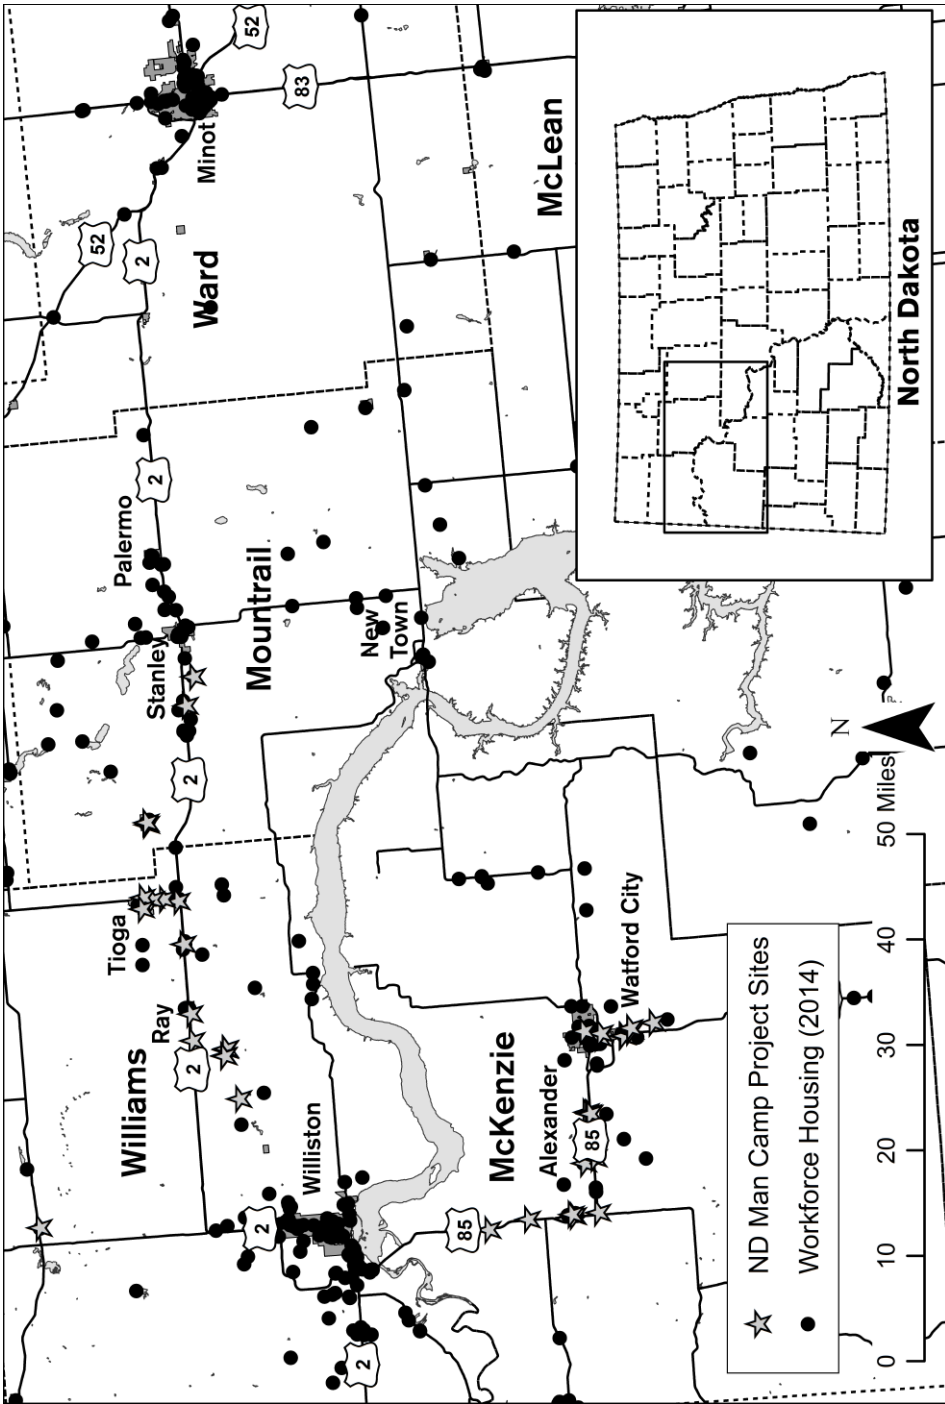 52
83
Minot
52
2
Ward
McLean
2
Palermo
Mountrail
Stanley
New
Town
2
Tioga
Ray
Williams
2
Williston
2
2
McKenzie
Alexander
85
85
Watford City
N
0
10
20
30
40
50 Miles
ND Man Camp Project Sites
Workforce Housing (2014)
North Dakota